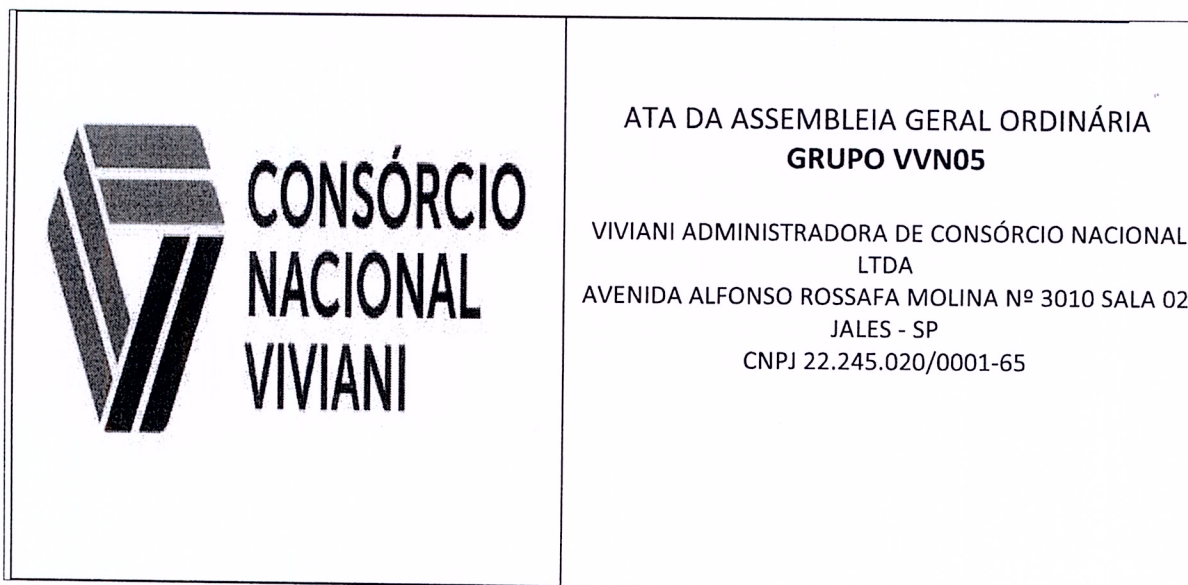 CONSÓRCIO
NACIONAL
VIVIANI
ATA DA ASSEMBLEIA GERAL ORDINÁRIA
GRUPO VVN05
VIVIANI ADMINISTRADORA DE CONSÓRCIO NACIONAL
LTDA
AVENIDA ALFONSO ROSSAFA MOLINA Nº 3010 SALA 02
JALES - SP
CNPJ 22.245.020/0001-65